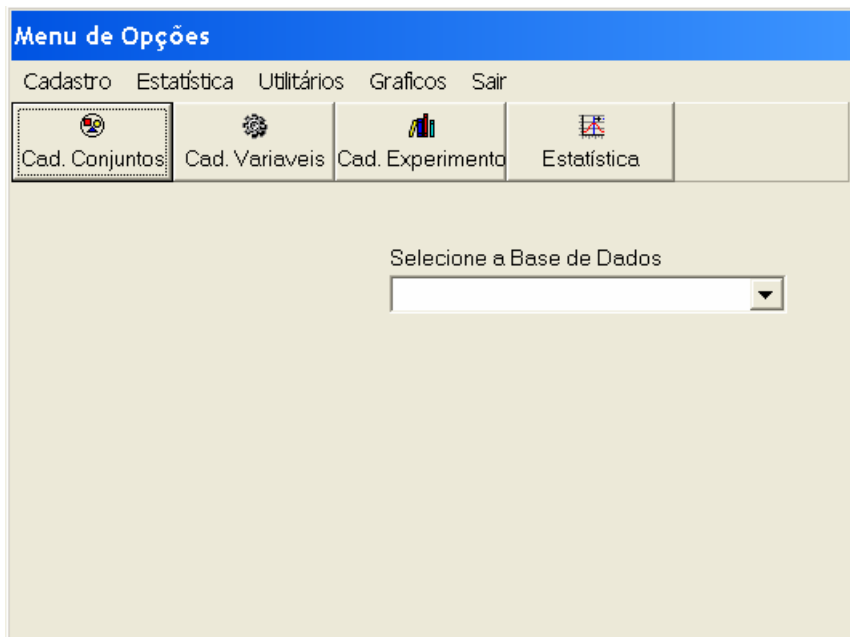 Menu de Opções
Cadastro Estatística Utilitários Graficos Sair
Cad. Conjuntos Cad. Variaveis Cad. Experimento Estatística
Selecione a Base de Dados